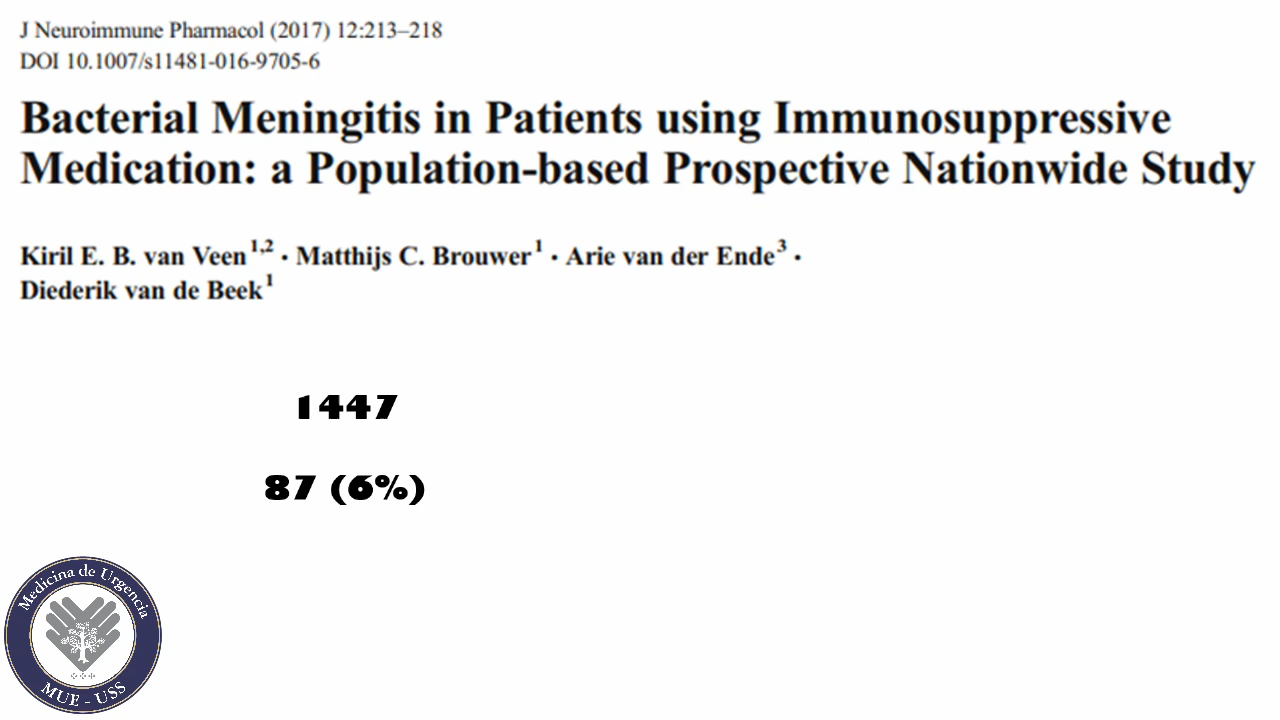 J Neuroimmune Pharmacol (2017) 12:213–218
DOI 10.1007/s11481-016-9705-6
Bacterial Meningitis in Patients using Immunosuppressive
Medication: a Population-based Prospective Nationwide Study
Kiril E. B. van Veen1,2 · Matthijs C. Brouwer1 · Arie van der Ende3 ·
Diederik van de Beek1
1447
87 (6%)
Medicina de Urgencia
MUE - USS